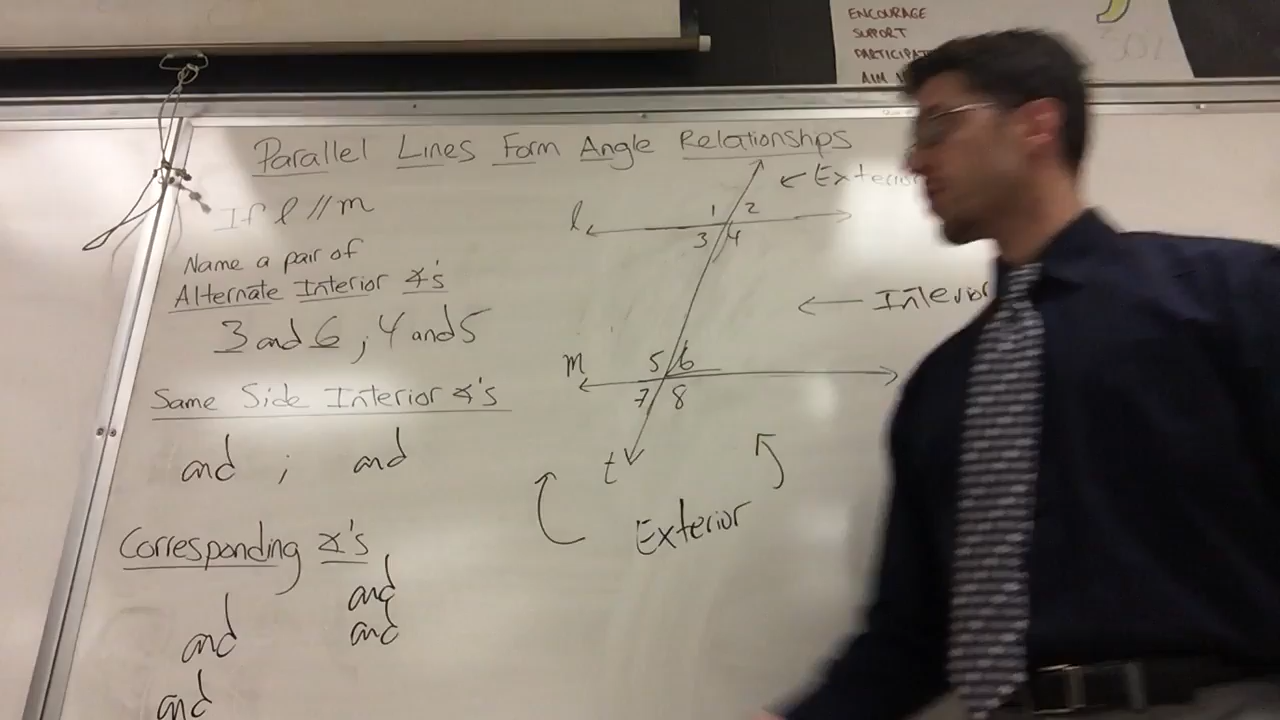 ENCOURAGE
SUPPORT
AIM
Parallel Lines Form Angle Relationships
If l // m
Name a pair of
Alternate Interior ∡'s
3 and 6 ; 4 and 5
Same Side Interior ∡'s
and ; and
Corresponding ∡'s
and
and
and
and
← Exterior
l
1 2
3 4
← Interior
m
5 6
7 8
t
Exterior